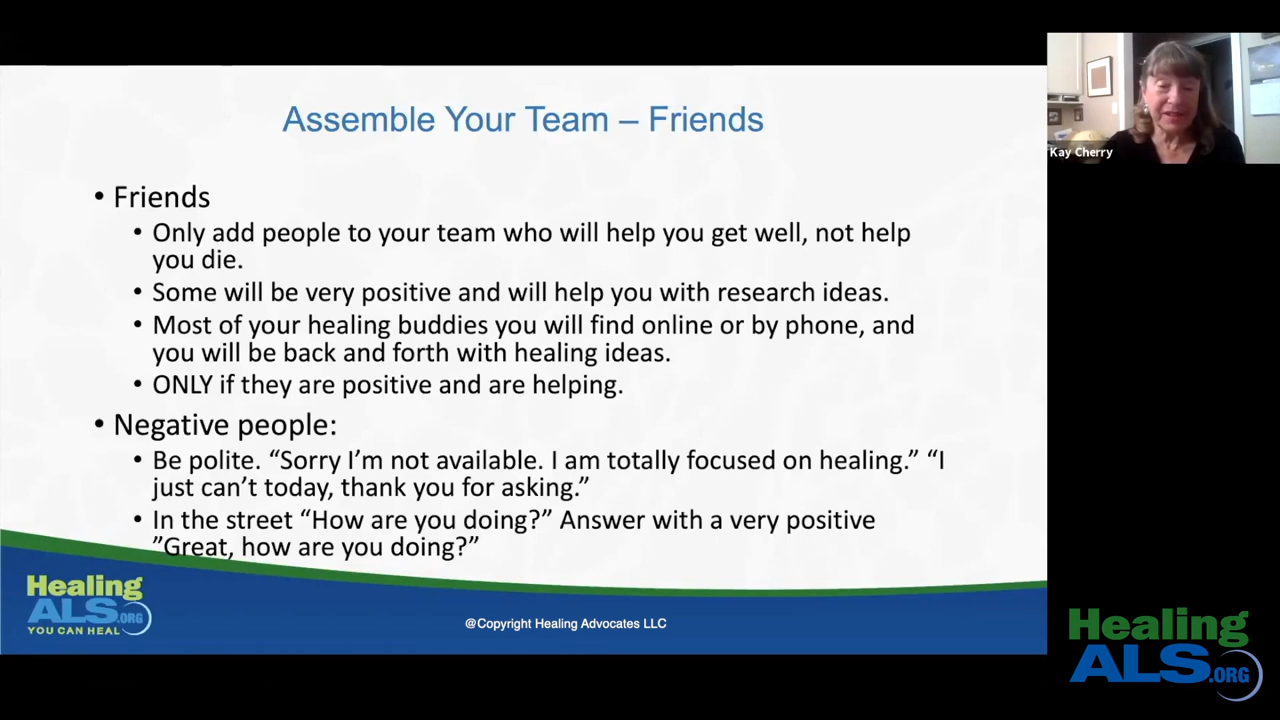 Assemble Your Team – Friends
• Friends
• Only add people to your team who will help you get well, not help
you die.
• Some will be very positive and will help you with research ideas.
• Most of your healing buddies you will find online or by phone, and
you will be back and forth with healing ideas.
• ONLY if they are positive and are helping.
• Negative people:
• Be polite. “Sorry I’m not available. I am totally focused on healing.” “I
just can’t today, thank you for asking.”
• In the street “How are you doing?” Answer with a very positive
”Great, how are you doing?”
Healing
ALS.ORG
YOU CAN HEAL
@Copyright Healing Advocates LLC
Kay Cherry
Healing
ALS.ORG